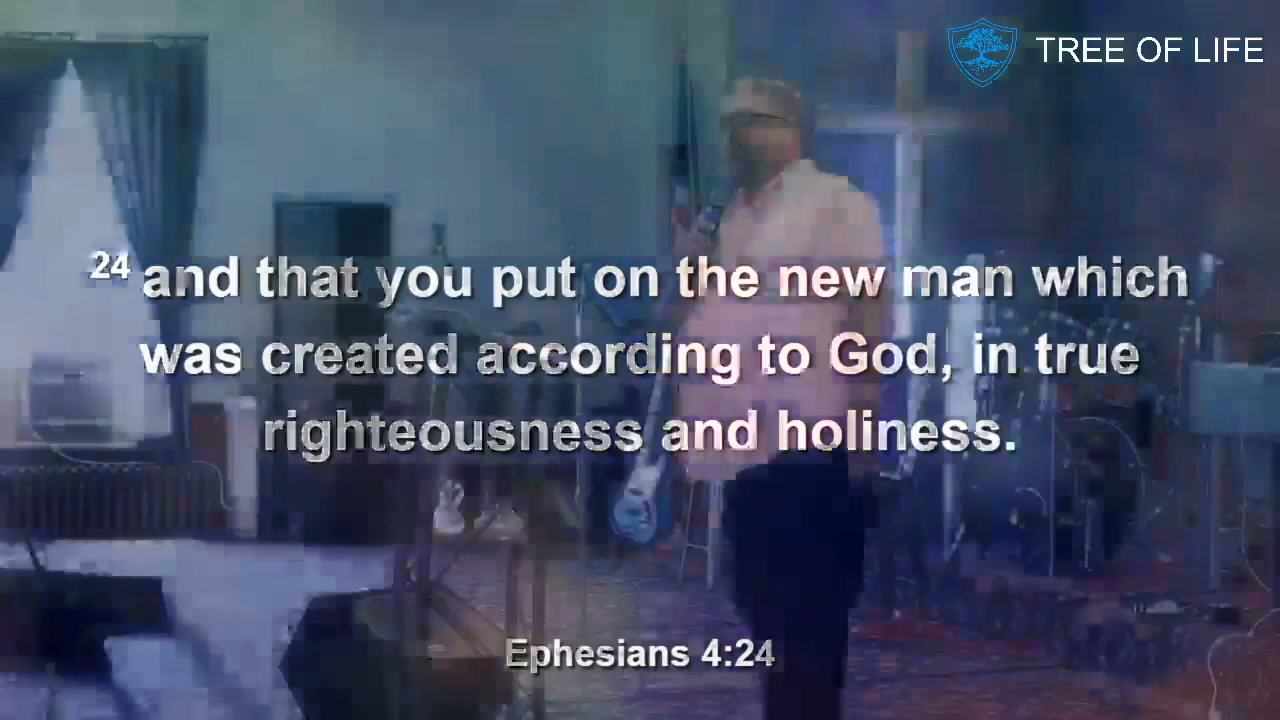 TREE OF LIFE
24 and that you put on the new man which
was created according to God, in true
righteousness and holiness.
Ephesians 4:24